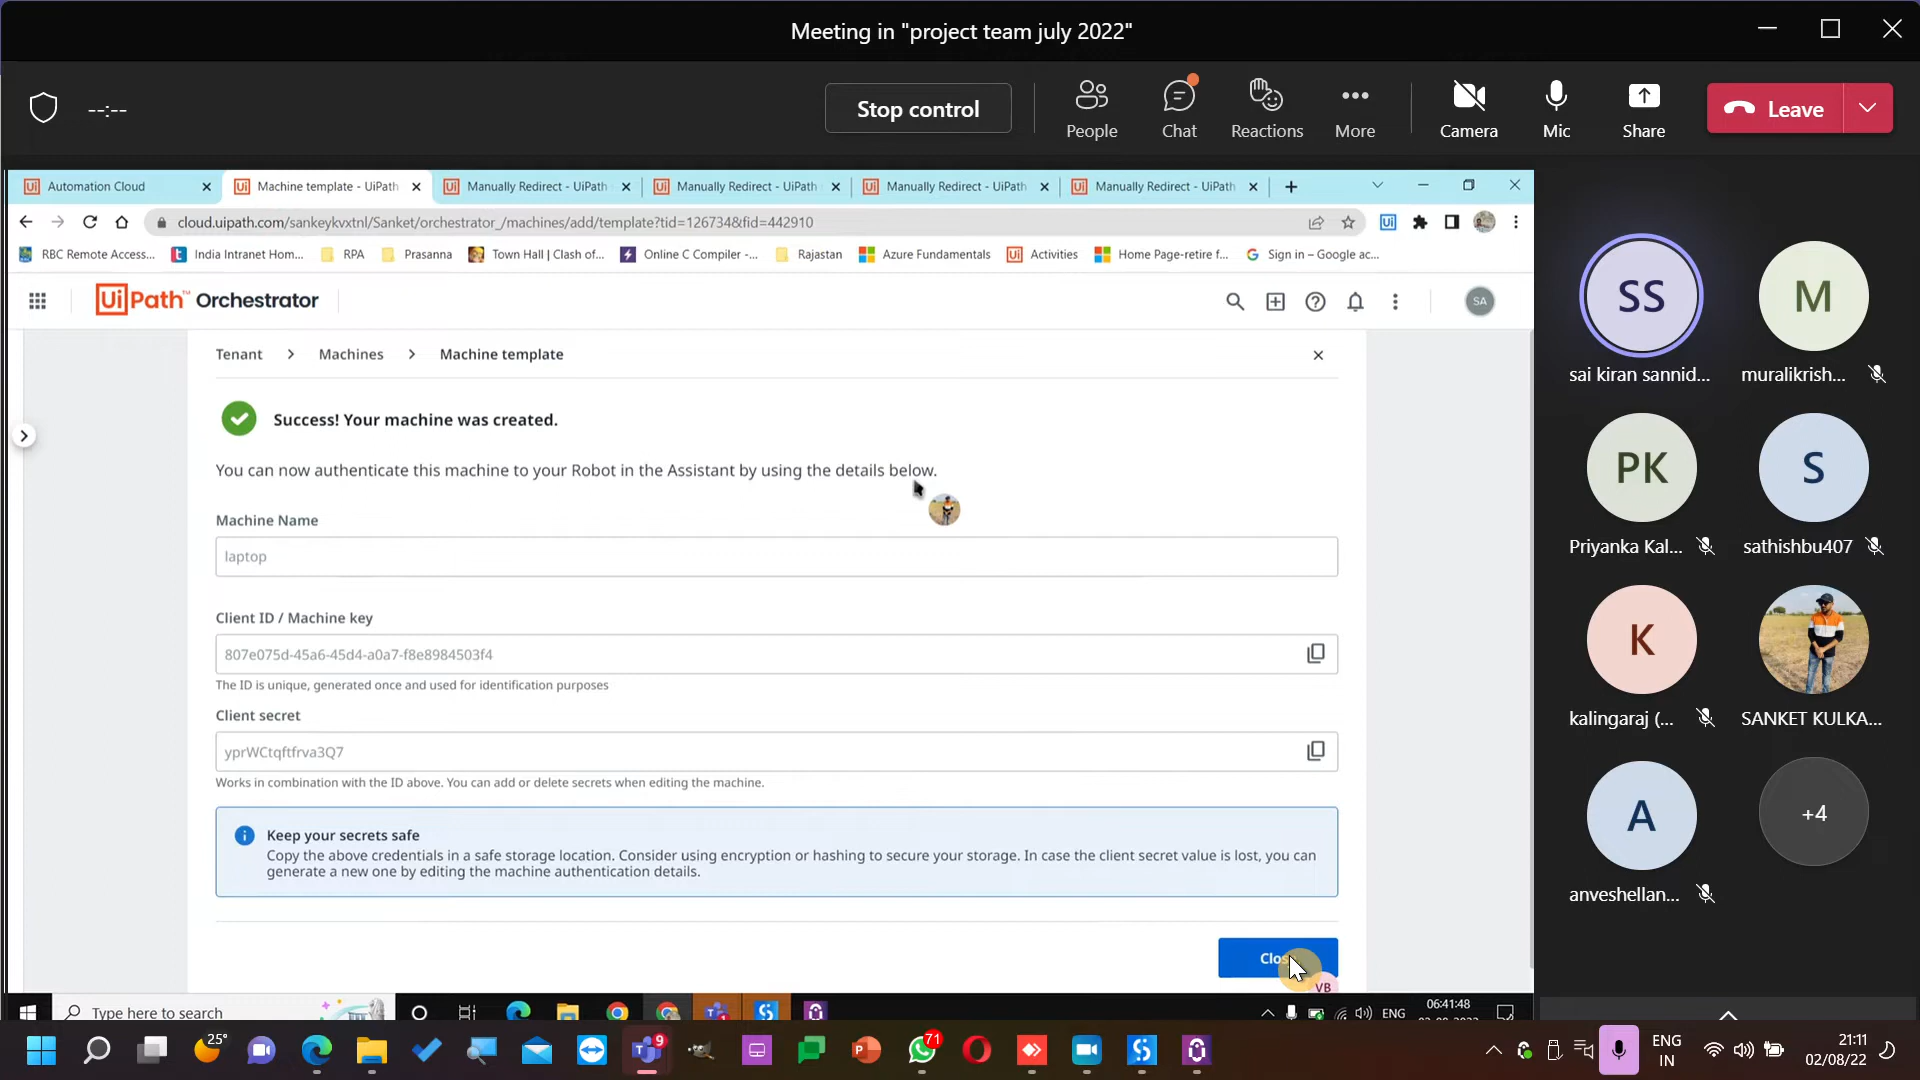 Meeting in "project team july 2022"
--:--
Stop control
People
Chat
Reactions
More
Camera
Mic
Share
Leave
Automation Cloud
Machine template - UiPath
Manually Redirect - UiPath
Manually Redirect - UiPath
Manually Redirect - UiPath
Manually Redirect - UiPath
cloud.uipath.com/sankeykvxtnl/Sanket/orchestrator_/machines/add/template?tid=126734&fid=442910
RBC Remote Access...
India Intranet Hom...
RPA
Prasanna
Town Hall | Clash of...
Online C Compiler -...
Rajastan
Azure Fundamentals
Activities
Home Page-retire f...
Sign in – Google ac...
UiPath™ Orchestrator
SA
Tenant > Machines > Machine template
Success! Your machine was created.
You can now authenticate this machine to your Robot in the Assistant by using the details below.
Machine Name
laptop
Client ID / Machine key
807e075d-45a6-45d4-a0a7-f8e8984503f4
The ID is unique, generated once and used for identification purposes
Client secret
yprWCtqftfrva3Q7
Works in combination with the ID above. You can add or delete secrets when editing the machine.
Keep your secrets safe
Copy the above credentials in a safe storage location. Consider using encryption or hashing to secure your storage. In case the client secret value is lost, you can
generate a new one by editing the machine authentication details.
VB
SS
sai kiran sannid...
M
muralikrish...
PK
Priyanka Kal...
S
sathishbu407
K
kalingaraj (...
SANKET KULKA...
A
anveshellan...
+4
Type here to search
ENG
06:41:48
25°
9
71
ENG
IN
21:11
02/08/22